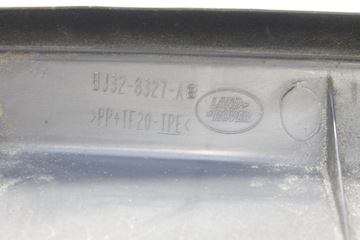 BJ32-8327-A
>PP+TF20-TPE<
LAND
ROVER